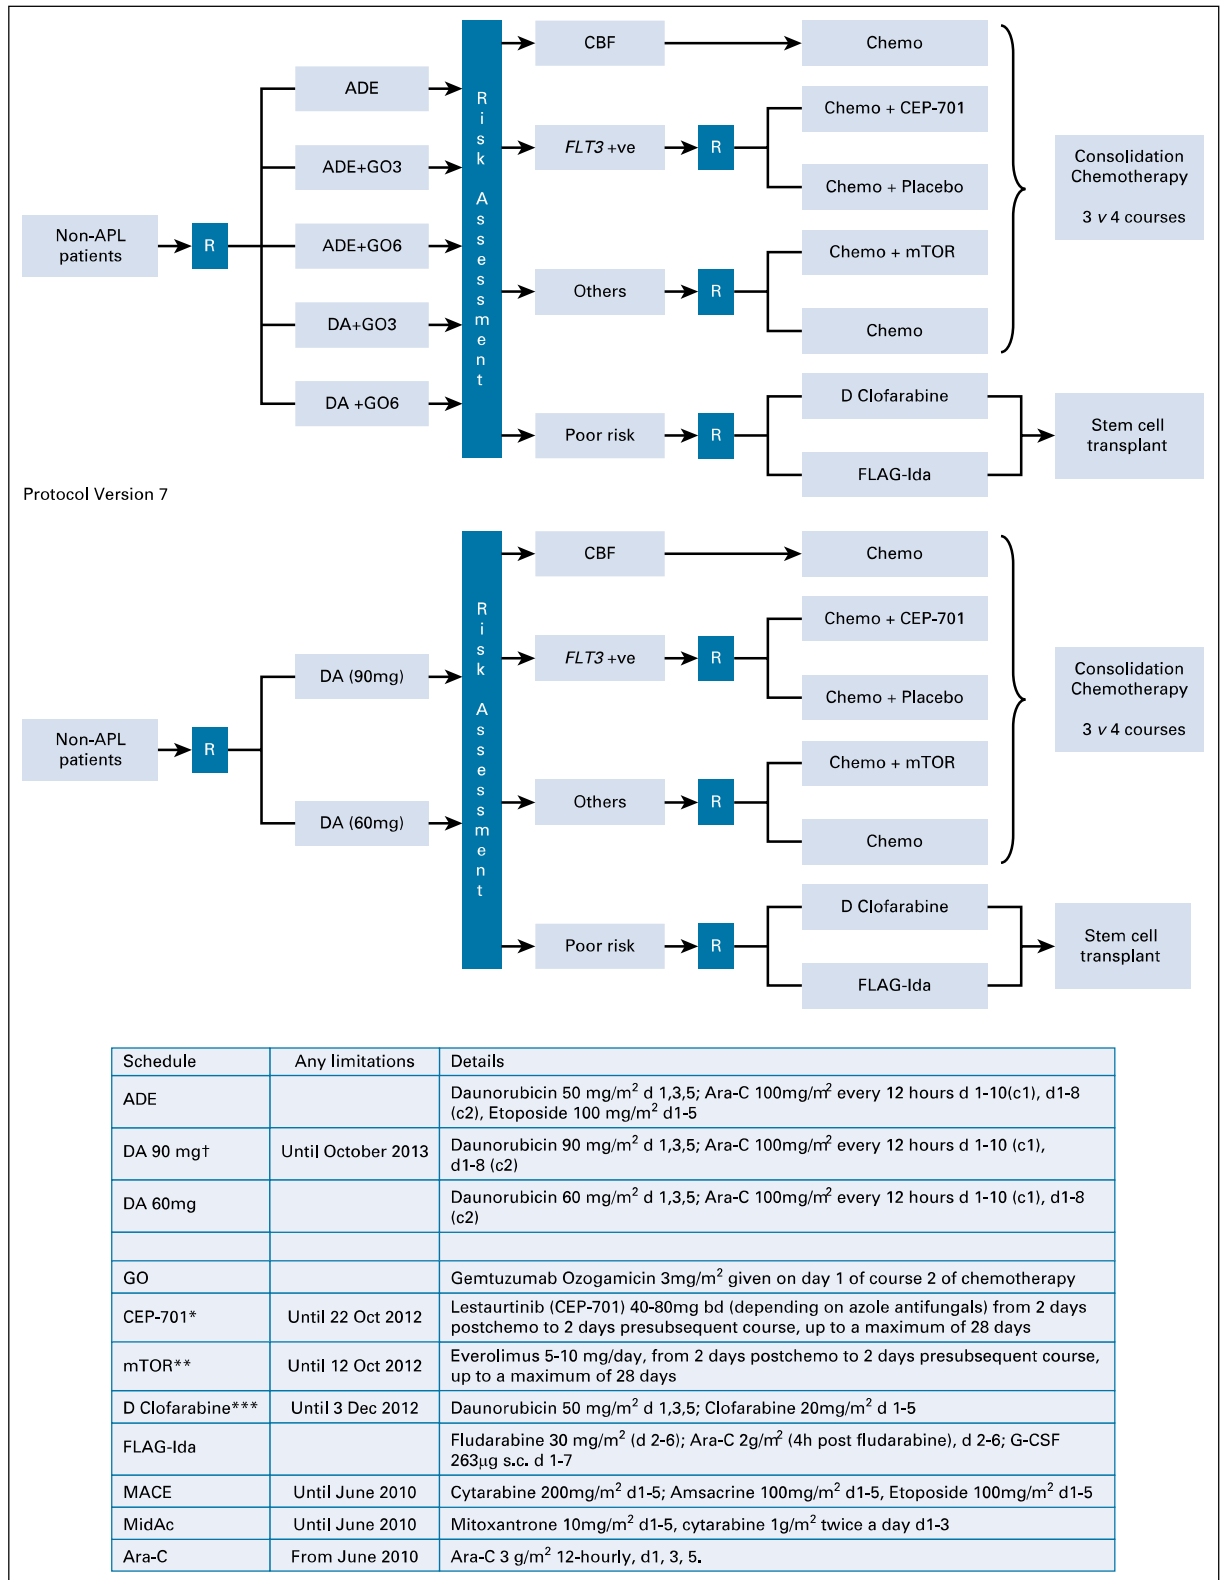 CBF
Chemo
ADE
Risk Assessment
FLT3 +ve
R
Chemo + CEP-701
Chemo + Placebo
Consolidation
Chemotherapy
3 v 4 courses
ADE+GO3
Non-APL
patients
R
ADE+GO6
Others
R
Chemo + mTOR
Chemo
DA+GO3
DA +GO6
Poor risk
R
D Clofarabine
FLAG-Ida
Stem cell
transplant
Protocol Version 7
CBF
Chemo
Risk Assessment
FLT3 +ve
R
Chemo + CEP-701
Chemo + Placebo
Consolidation
Chemotherapy
3 v 4 courses
DA (90mg)
Non-APL
patients
R
DA (60mg)
Others
R
Chemo + mTOR
Chemo
Poor risk
R
D Clofarabine
FLAG-Ida
Stem cell
transplant
Schedule Any limitations Details
ADE Daunorubicin 50 mg/m² d 1,3,5; Ara-C 100mg/m² every 12 hours d 1-10(c1), d1-8
(c2), Etoposide 100 mg/m² d1-5
DA 90 mg† Until October 2013 Daunorubicin 90 mg/m² d 1,3,5; Ara-C 100mg/m² every 12 hours d 1-10 (c1),
d1-8 (c2)
DA 60mg Daunorubicin 60 mg/m² d 1,3,5; Ara-C 100mg/m² every 12 hours d 1-10 (c1), d1-8
(c2)
GO Gemtuzumab Ozogamicin 3mg/m² given on day 1 of course 2 of chemotherapy
CEP-701* Until 22 Oct 2012 Lestaurtinib (CEP-701) 40-80mg bd (depending on azole antifungals) from 2 days
postchemo to 2 days presubsequent course, up to a maximum of 28 days
mTOR** Until 12 Oct 2012 Everolimus 5-10 mg/day, from 2 days postchemo to 2 days presubsequent course,
up to a maximum of 28 days
D Clofarabine*** Until 3 Dec 2012 Daunorubicin 50 mg/m² d 1,3,5; Clofarabine 20mg/m² d 1-5
FLAG-Ida Fludarabine 30 mg/m² (d 2-6); Ara-C 2g/m² (4h post fludarabine), d 2-6; G-CSF
263μg s.c. d 1-7
MACE Until June 2010 Cytarabine 200mg/m² d1-5; Amsacrine 100mg/m² d1-5, Etoposide 100mg/m² d1-5
MidAc Until June 2010 Mitoxantrone 10mg/m² d1-5, cytarabine 1g/m² twice a day d1-3
Ara-C From June 2010 Ara-C 3 g/m² 12-hourly, d1, 3, 5.